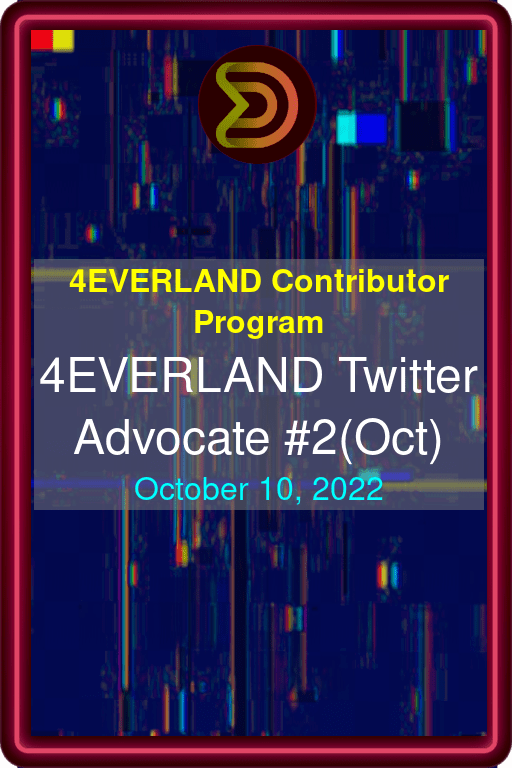 4EVERLAND Contributor
Program
4EVERLAND Twitter
Advocate #2(Oct)
October 10, 2022